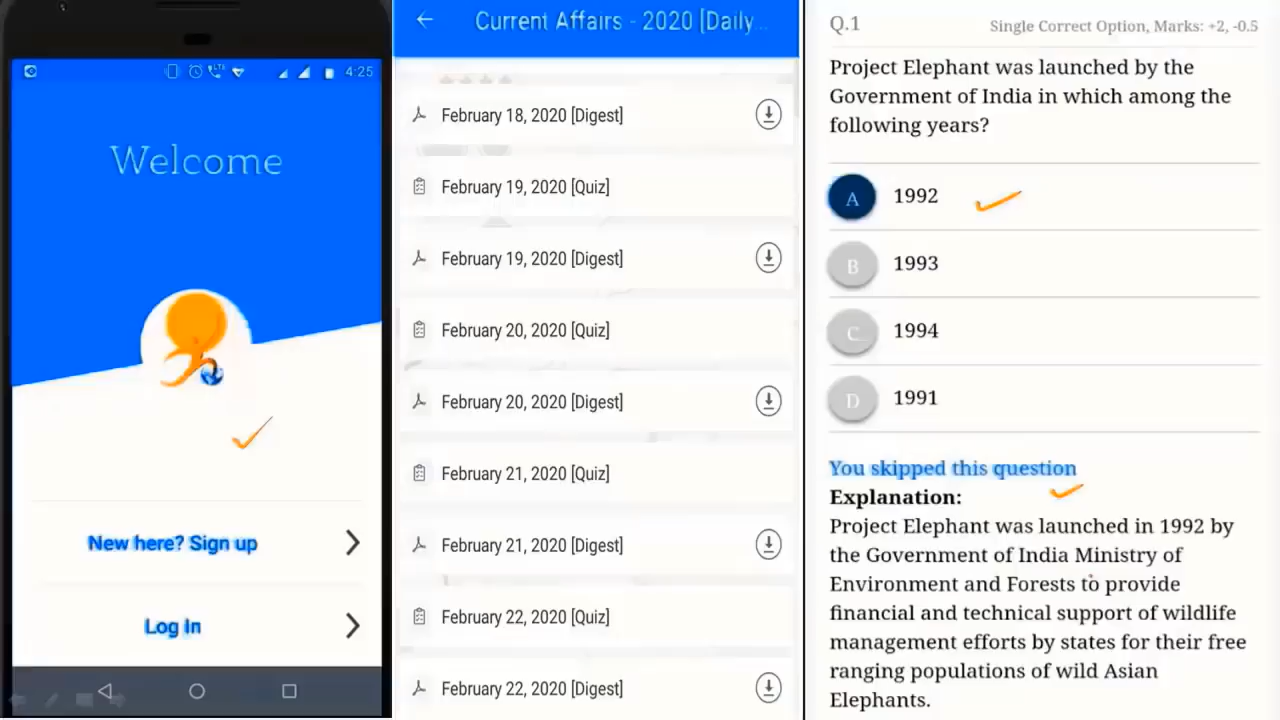 4:25
Welcome
New here? Sign up
Log In
Current Affairs - 2020 [Daily...
February 18, 2020 [Digest]
February 19, 2020 [Quiz]
February 19, 2020 [Digest]
February 20, 2020 [Quiz]
February 20, 2020 [Digest]
February 21, 2020 [Quiz]
February 21, 2020 [Digest]
February 22, 2020 [Quiz]
February 22, 2020 [Digest]
Q.1
Single Correct Option, Marks: +2, -0.5
Project Elephant was launched by the
Government of India in which among the
following years?
A 1992
B 1993
C 1994
D 1991
You skipped this question
Explanation:
Project Elephant was launched in 1992 by
the Government of India Ministry of
Environment and Forests to provide
financial and technical support of wildlife
management efforts by states for their free
ranging populations of wild Asian
Elephants.